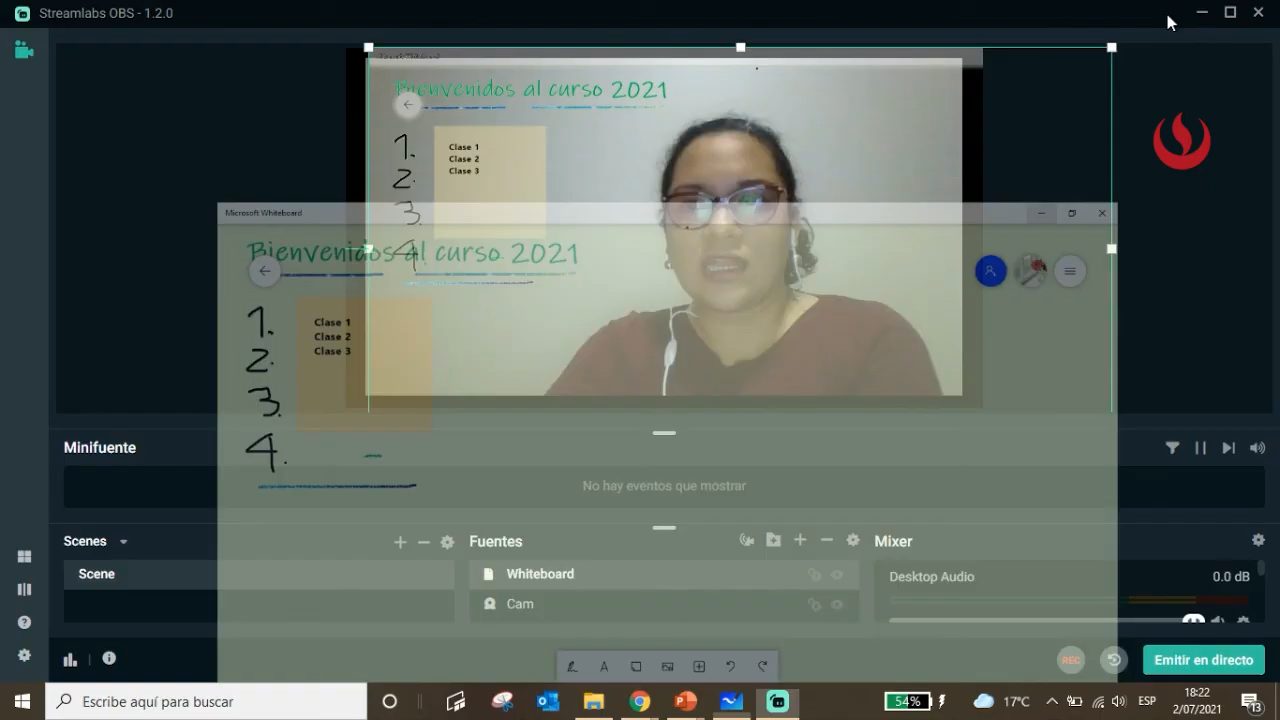 Streamlabs OBS - 1.2.0
Microsoft Whiteboard
Bienvenidos al curso 2021
1.
2.
3.
4.
Clase 1
Clase 2
Clase 3
Microsoft Whiteboard
Bienvenidos al curso 2021
1.
2.
3.
4.
Clase 1
Clase 2
Clase 3
Minifuente
No hay eventos que mostrar
Scenes
Fuentes
Mixer
Scene
Whiteboard
Desktop Audio
0.0 dB
Cam
REC
Emitir en directo
Escribe aquí para buscar
54%
17°C
ESP
18:22
2/07/2021
13